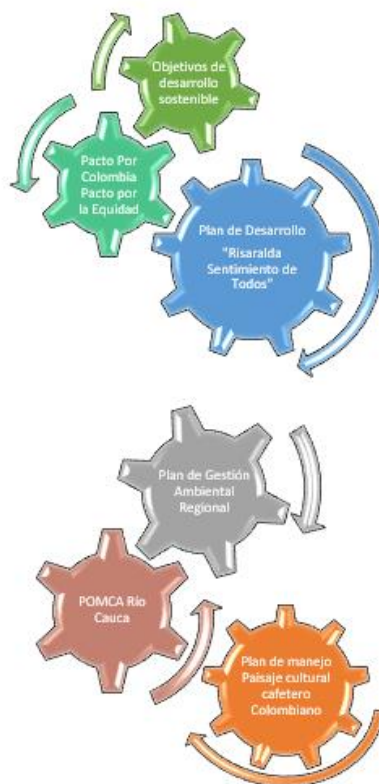 Objetivos de
desarrollo
sostenible
Pacto Por
Colombia
Pacto por
la Equidad
Plan de Desarrollo
"Risaralda
Sentimiento de
Todos"
Plan de Gestión
Ambiental
Regional
POMCA Río
Cauca
Plan de manejo
Paisaje cultural
cafetero
Colombiano